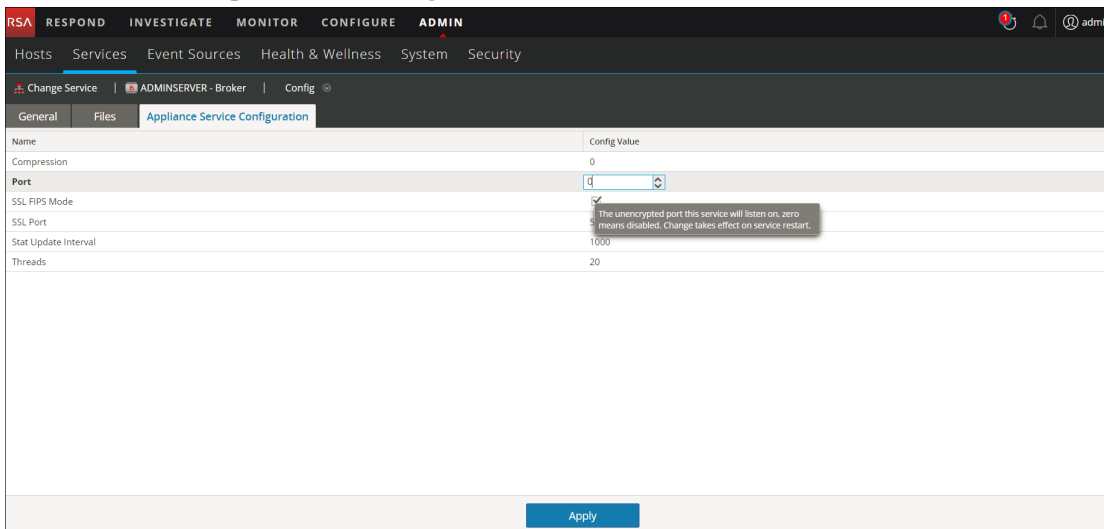 RSA RESPOND INVESTIGATE MONITOR CONFIGURE ADMIN 1 admi
Hosts Services Event Sources Health & Wellness System Security
Change Service | ADMINSERVER - Broker | Config
General Files Appliance Service Configuration
Name Config Value
Compression 0
Port 0
SSL FIPS Mode
SSL Port 5
The unencrypted port this service will listen on, zero
means disabled. Change takes effect on service restart.
Stat Update Interval 1000
Threads 20
Apply